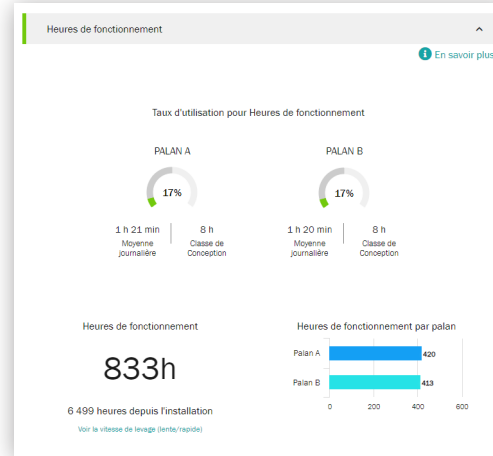 Heures de fonctionnement
En savoir plus
Taux d'utilisation pour Heures de fonctionnement
PALAN A
17%
1 h 21 min
Moyenne
journalière
8 h
Classe de
Conception
PALAN B
17%
1 h 20 min
Moyenne
journalière
8 h
Classe de
Conception
Heures de fonctionnement
833h
6 499 heures depuis l'installation
Voir la vitesse de levage (lente/rapide)
Heures de fonctionnement par palan
Palan A
420
Palan B
413
0 200 400 600